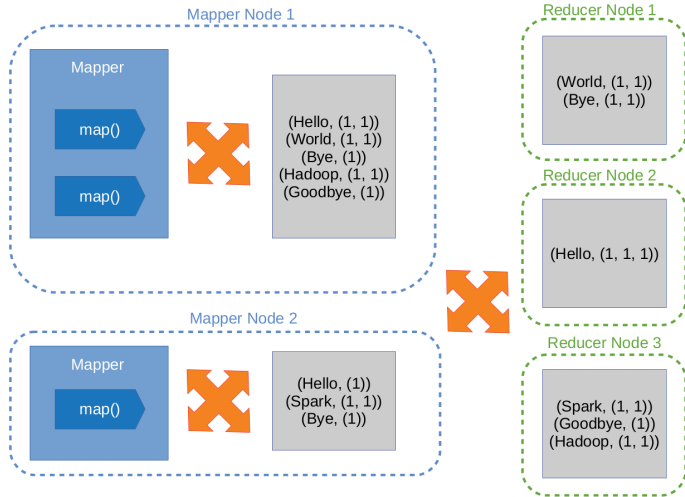 Mapper Node 1
Mapper
map()
map()
(Hello, (1, 1))
(World, (1, 1))
(Bye, (1))
(Hadoop, (1, 1))
(Goodbye, (1))
Mapper Node 2
Mapper
map()
(Hello, (1))
(Spark, (1, 1))
(Bye, (1))
Reducer Node 1
(World, (1, 1))
(Bye, (1, 1))
Reducer Node 2
(Hello, (1, 1, 1))
Reducer Node 3
(Spark, (1, 1))
(Goodbye, (1))
(Hadoop, (1, 1))